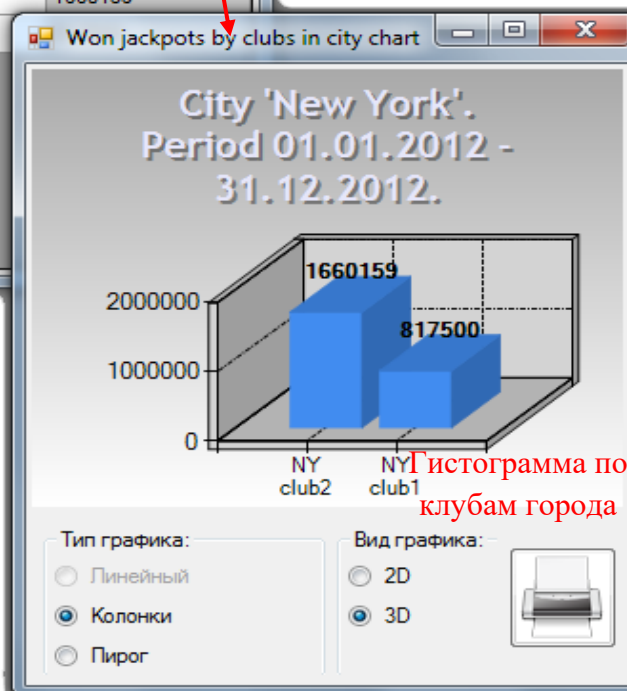 Won jackpots by clubs in city chart
City 'New York'.
Period 01.01.2012 -
31.12.2012.
1660159
2000000
817500
1000000
0
NY
club2
NY
club1
Гистограмма по
клубам города
Тип графика:
Линейный
Колонки
Пирог
Вид графика:
2D
3D